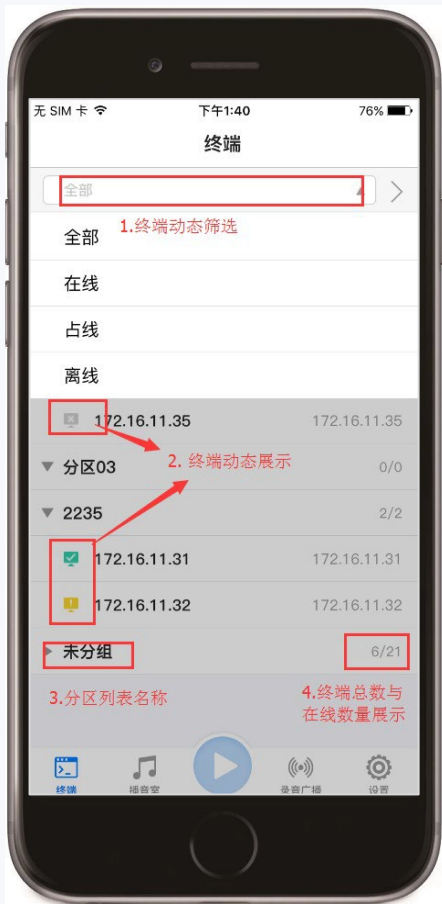 无 SIM 卡 下午1:40 76%
终端
全部
全部 1.终端动态筛选
在线
占线
离线
172.16.11.35 172.16.11.35
分区03 2. 终端动态展示 0/0
2235 2/2
172.16.11.31 172.16.11.31
172.16.11.32 172.16.11.32
未分组 6/21
3.分区列表名称 4.终端总数与
在线数量展示
终端 播音室 录音广播 设置